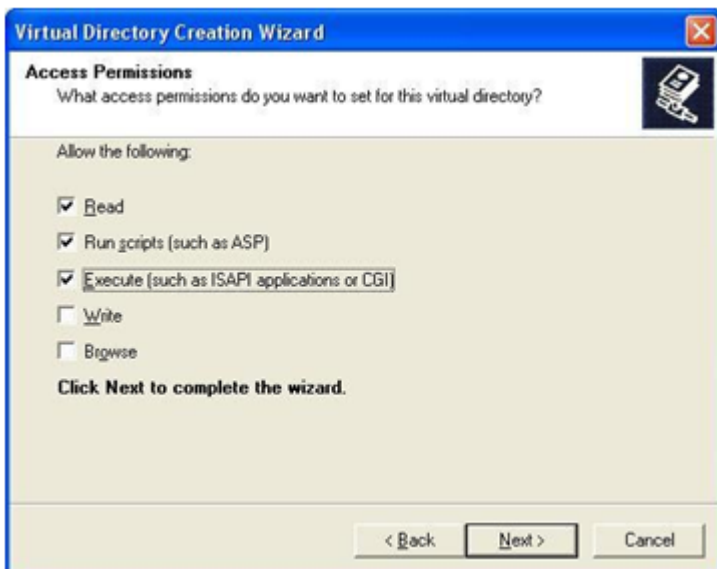 Virtual Directory Creation Wizard
Access Permissions
What access permissions do you want to set for this virtual directory?
Allow the following:
Read
Run scripts (such as ASP)
Execute (such as ISAPI applications or CGI)
Write
Browse
Click Next to complete the wizard.
< Back Next > Cancel